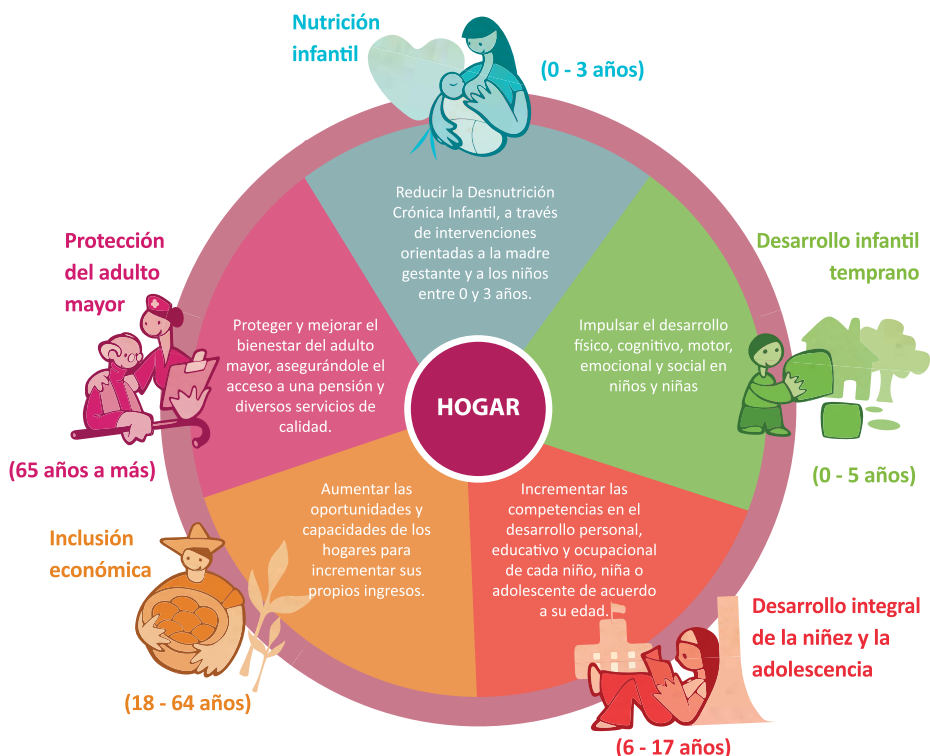 Nutrición
infantil
(0 - 3 años)
Reducir la Desnutrición
Crónica Infantil, a través
de intervenciones
orientadas a la madre
gestante y a los niños
entre 0 y 3 años.
Desarrollo infantil
temprano
Impulsar el desarrollo
físico, cognitivo, motor,
emocional y social en
niños y niñas
(0 - 5 años)
Protección
del adulto
mayor
Proteger y mejorar el
bienestar del adulto
mayor, asegurándole el
acceso a una pensión y
diversos servicios de
calidad.
(65 años a más)
HOGAR
Inclusión
económica
Aumentar las
oportunidades y
capacidades de los
hogares para
incrementar sus
propios ingresos.
(18 - 64 años)
Incrementar las
competencias en el
desarrollo personal,
educativo y ocupacional
de cada niño, niña o
adolescente de acuerdo
a su edad.
Desarrollo integral
de la niñez y la
adolescencia
(6 - 17 años)